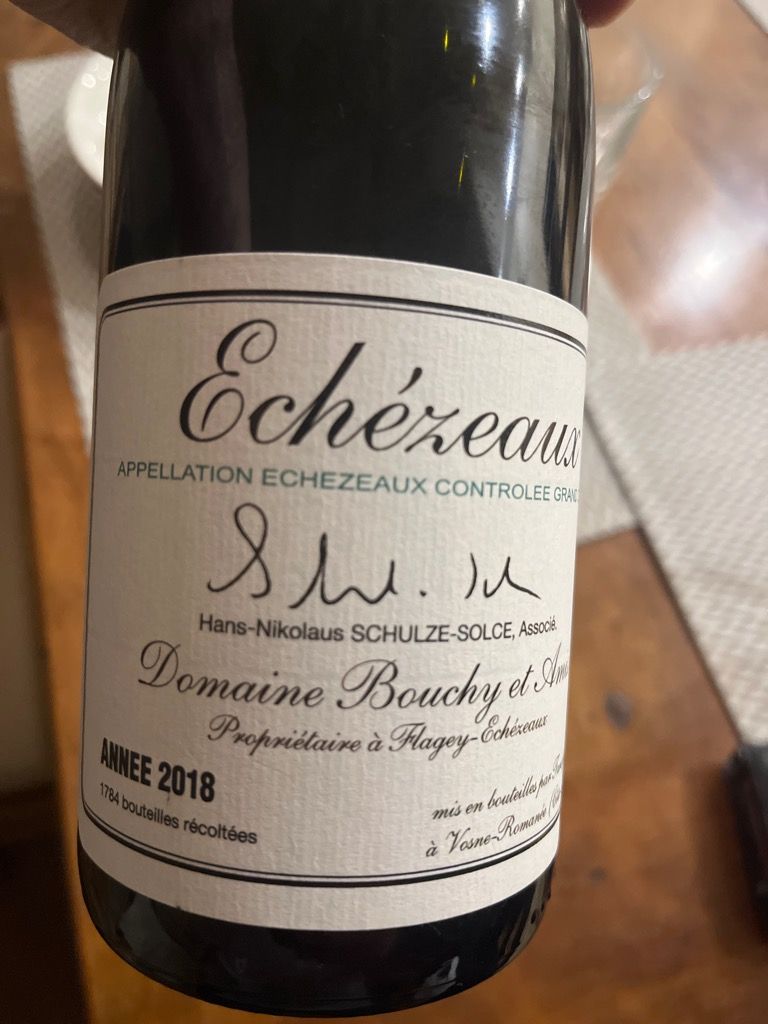 Echézeaux
APPELLATION ECHEZEAUX CONTROLEE
Hans-Nikolaus SCHULZE-SOLCE, Associé.
Domaine Bouchy et
Propriétaire à Flagey-Echézeaux
ANNEE 2018
1784 bouteilles récoltées
mis en bouteilles par
à Vosne-Romanée